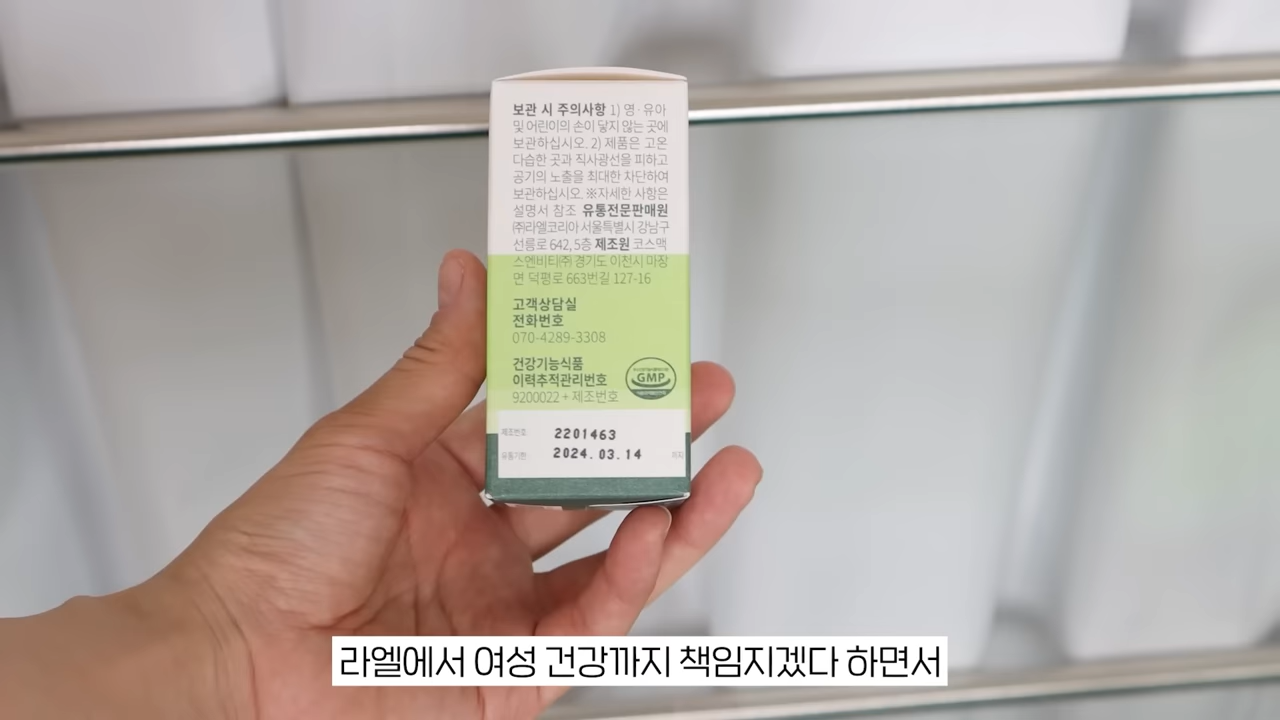 보관 시 주의사항 1) 영·유아
및 어린이의 손이 닿지 않는 곳에
보관하십시오. 2) 제품은 고온
다습한 곳과 직사광선을 피하고
공기의 노출을 최대한 차단하여
보관하십시오. ※자세한 사항은
설명서 참조 유통전문판매원
㈜라엘코리아 서울특별시 강남구
선릉로 642, 5층 제조원 코스맥
스엔비티㈜ 경기도 이천시 마장
면 덕평로 663번길 127-16
고객상담실
전화번호
070-4289-3308
건강기능식품
이력추적관리번호
9200022 + 제조번호
GMP
제조번호
2201463
유통기한
2024.03.14
까지
라엘에서 여성 건강까지 책임지겠다 하면서